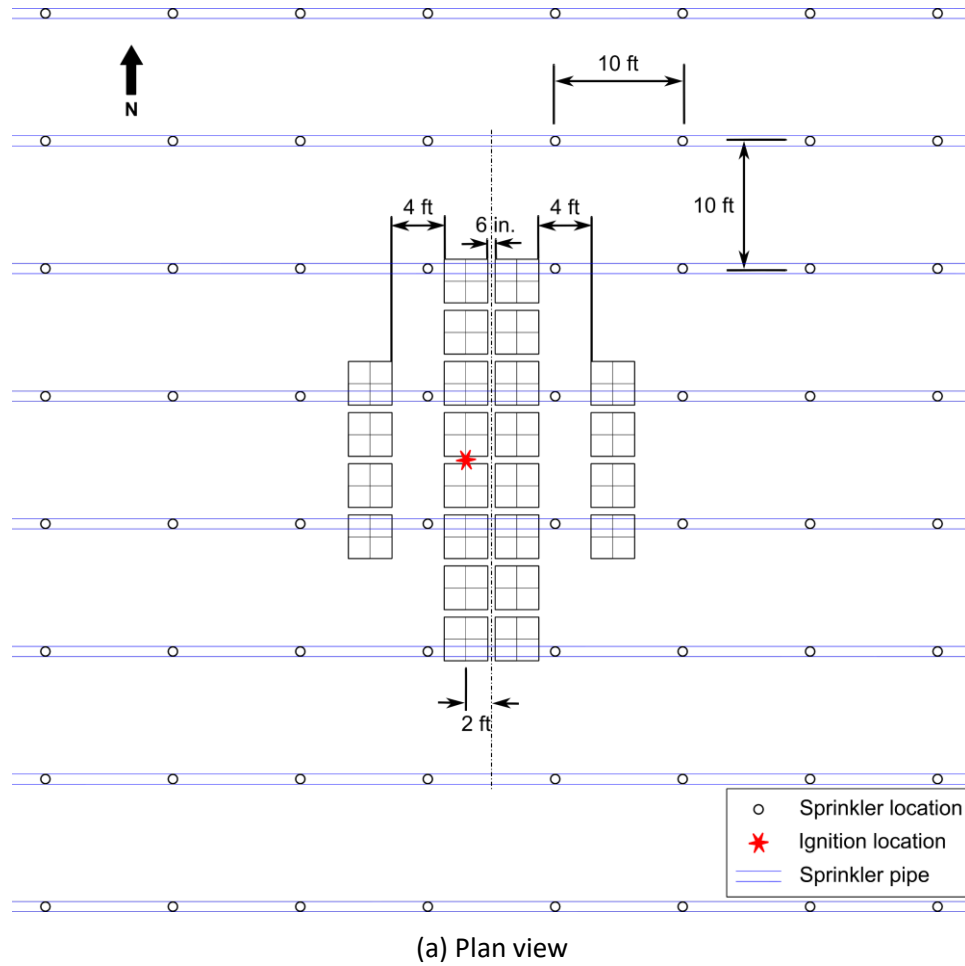 10 ft
N
10 ft
4 ft
4 ft
6 in.
2 ft
Sprinkler location
Ignition location
Sprinkler pipe
(a) Plan view